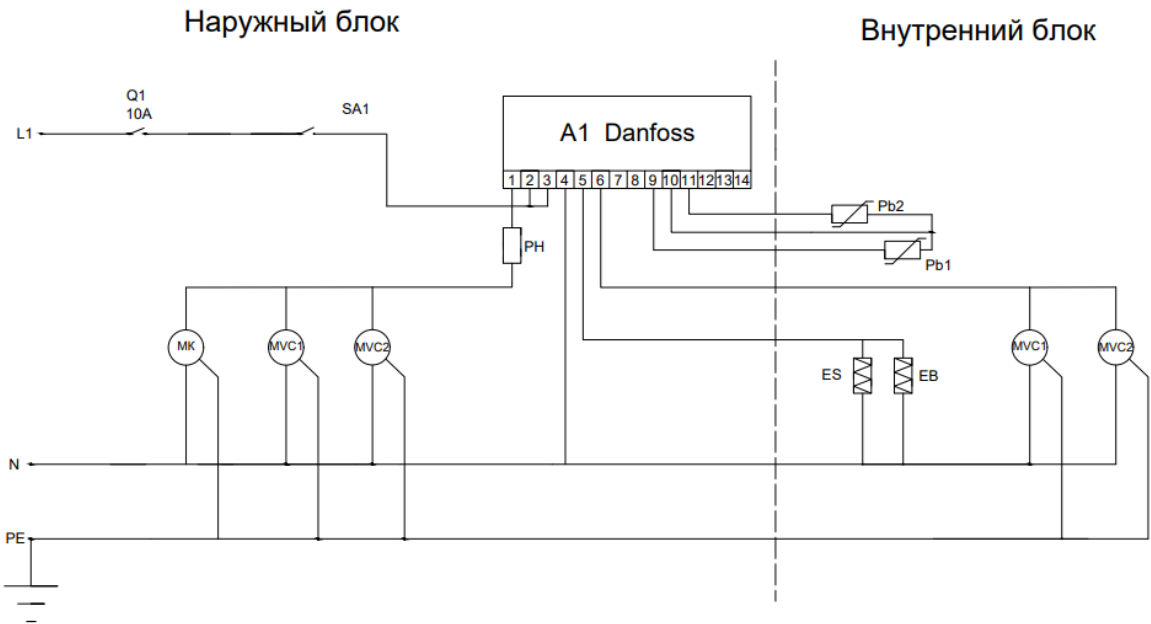 Наружный блок
Внутренний блок
Q1
10A
SA1
L1
A1 Danfoss
1 2 3 4 5 6 7 8 9 10 11 12 13 14
Pb2
PH
Pb1
МК
MVC1
MVC2
MVC1
MVC2
ES
EB
N
PE